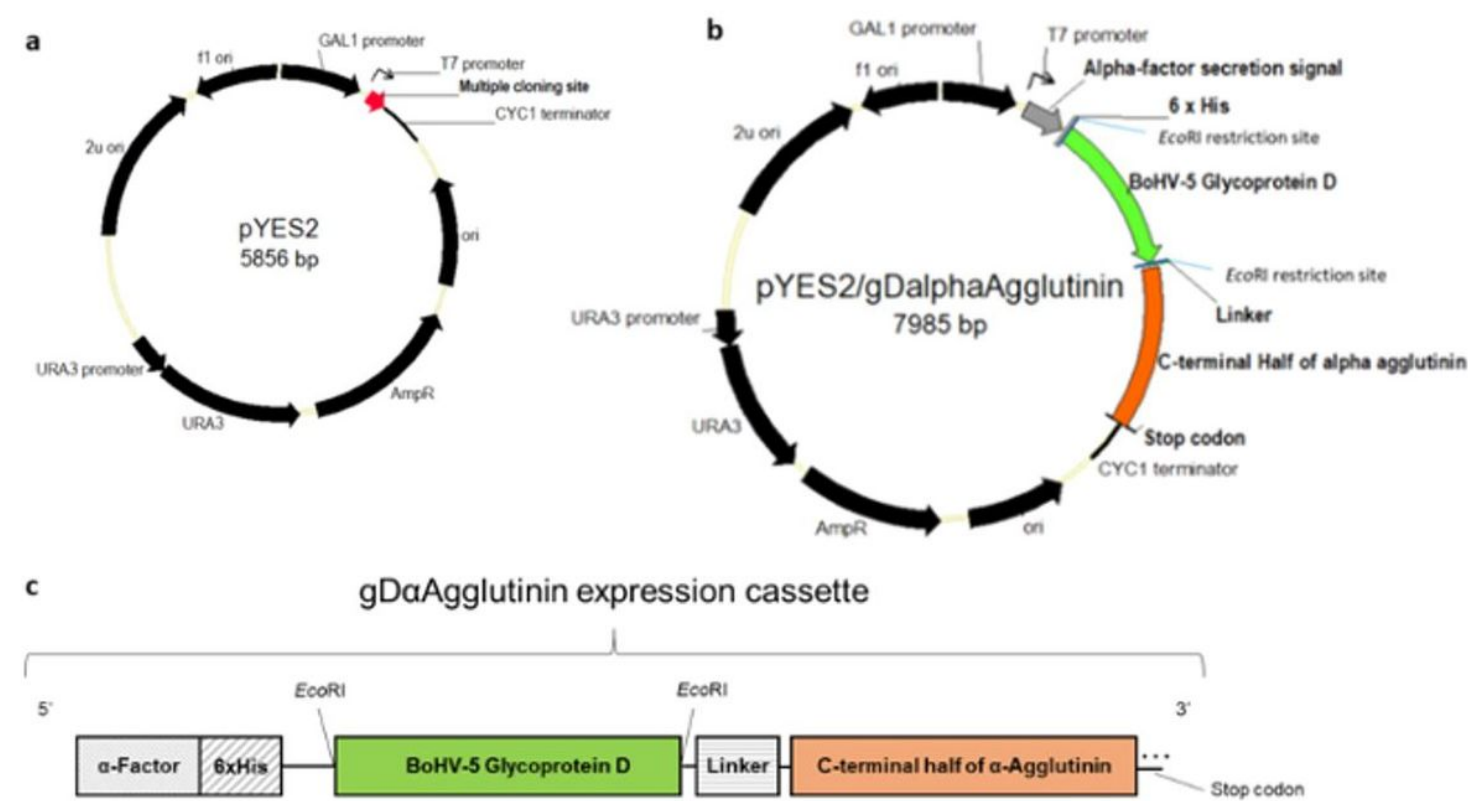 a
GAL1 promoter
f1 ori
T7 promoter
Multiple cloning site
CYC1 terminator
2u ori
pYES2
5856 bp
ori
URA3 promoter
AmpR
URA3
b
GAL1 promoter
T7 promoter
f1 ori
Alpha-factor secretion signal
6 x His
2u ori
EcoRI restriction site
BoHV-5 Glycoprotein D
pYES2/gDalphaAgglutinin
7985 bp
EcoRI restriction site
Linker
URA3 promoter
C-terminal Half of alpha agglutinin
URA3
Stop codon
CYC1 terminator
AmpR
ori
c
gDαAgglutinin expression cassette
EcoRI
EcoRI
5'
3'
α-Factor
6xHis
BoHV-5 Glycoprotein D
Linker
C-terminal half of α-Agglutinin
...
Stop codon